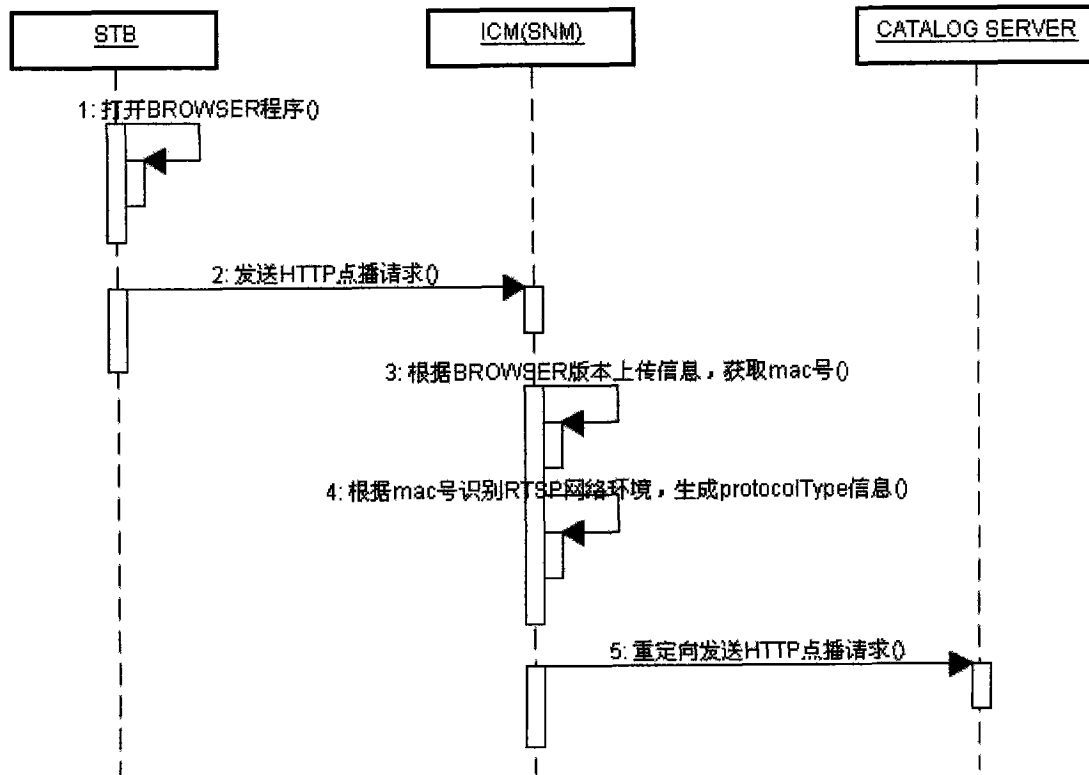 STB
ICM(SNM)
CATALOG SERVER
1: 打开BROWSER程序()
2: 发送HTTP点播请求()
3: 根据BROWSER版本上传信息，获取mac号()
4: 根据mac号识别RTSP网络环境，生成protocolType信息()
5: 重定向发送HTTP点播请求()